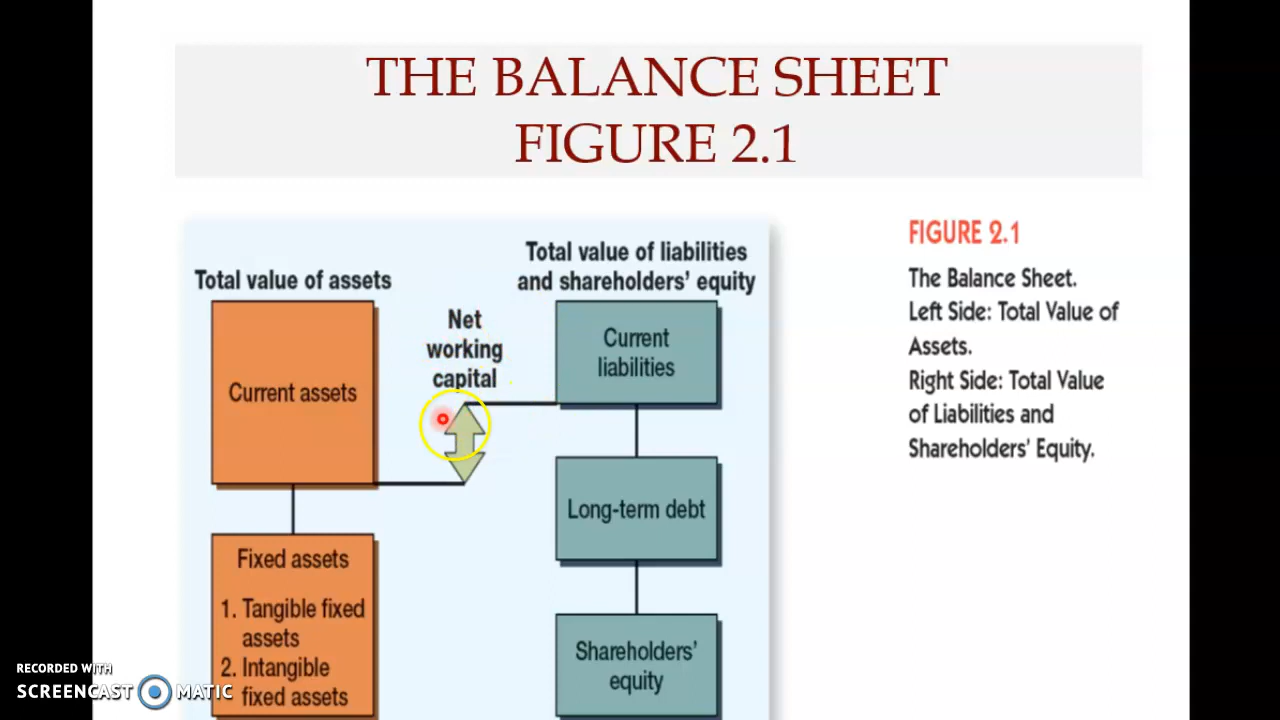 THE BALANCE SHEET
FIGURE 2.1
Total value of assets
Current assets
Fixed assets
1. Tangible fixed
assets
2. Intangible
fixed assets
Net
working
capital
Total value of liabilities
and shareholders’ equity
Current
liabilities
Long-term debt
Shareholders’
equity
FIGURE 2.1
The Balance Sheet.
Left Side: Total Value of
Assets.
Right Side: Total Value
of Liabilities and
Shareholders’ Equity.
RECORDED WITH
SCREENCAST MATIC